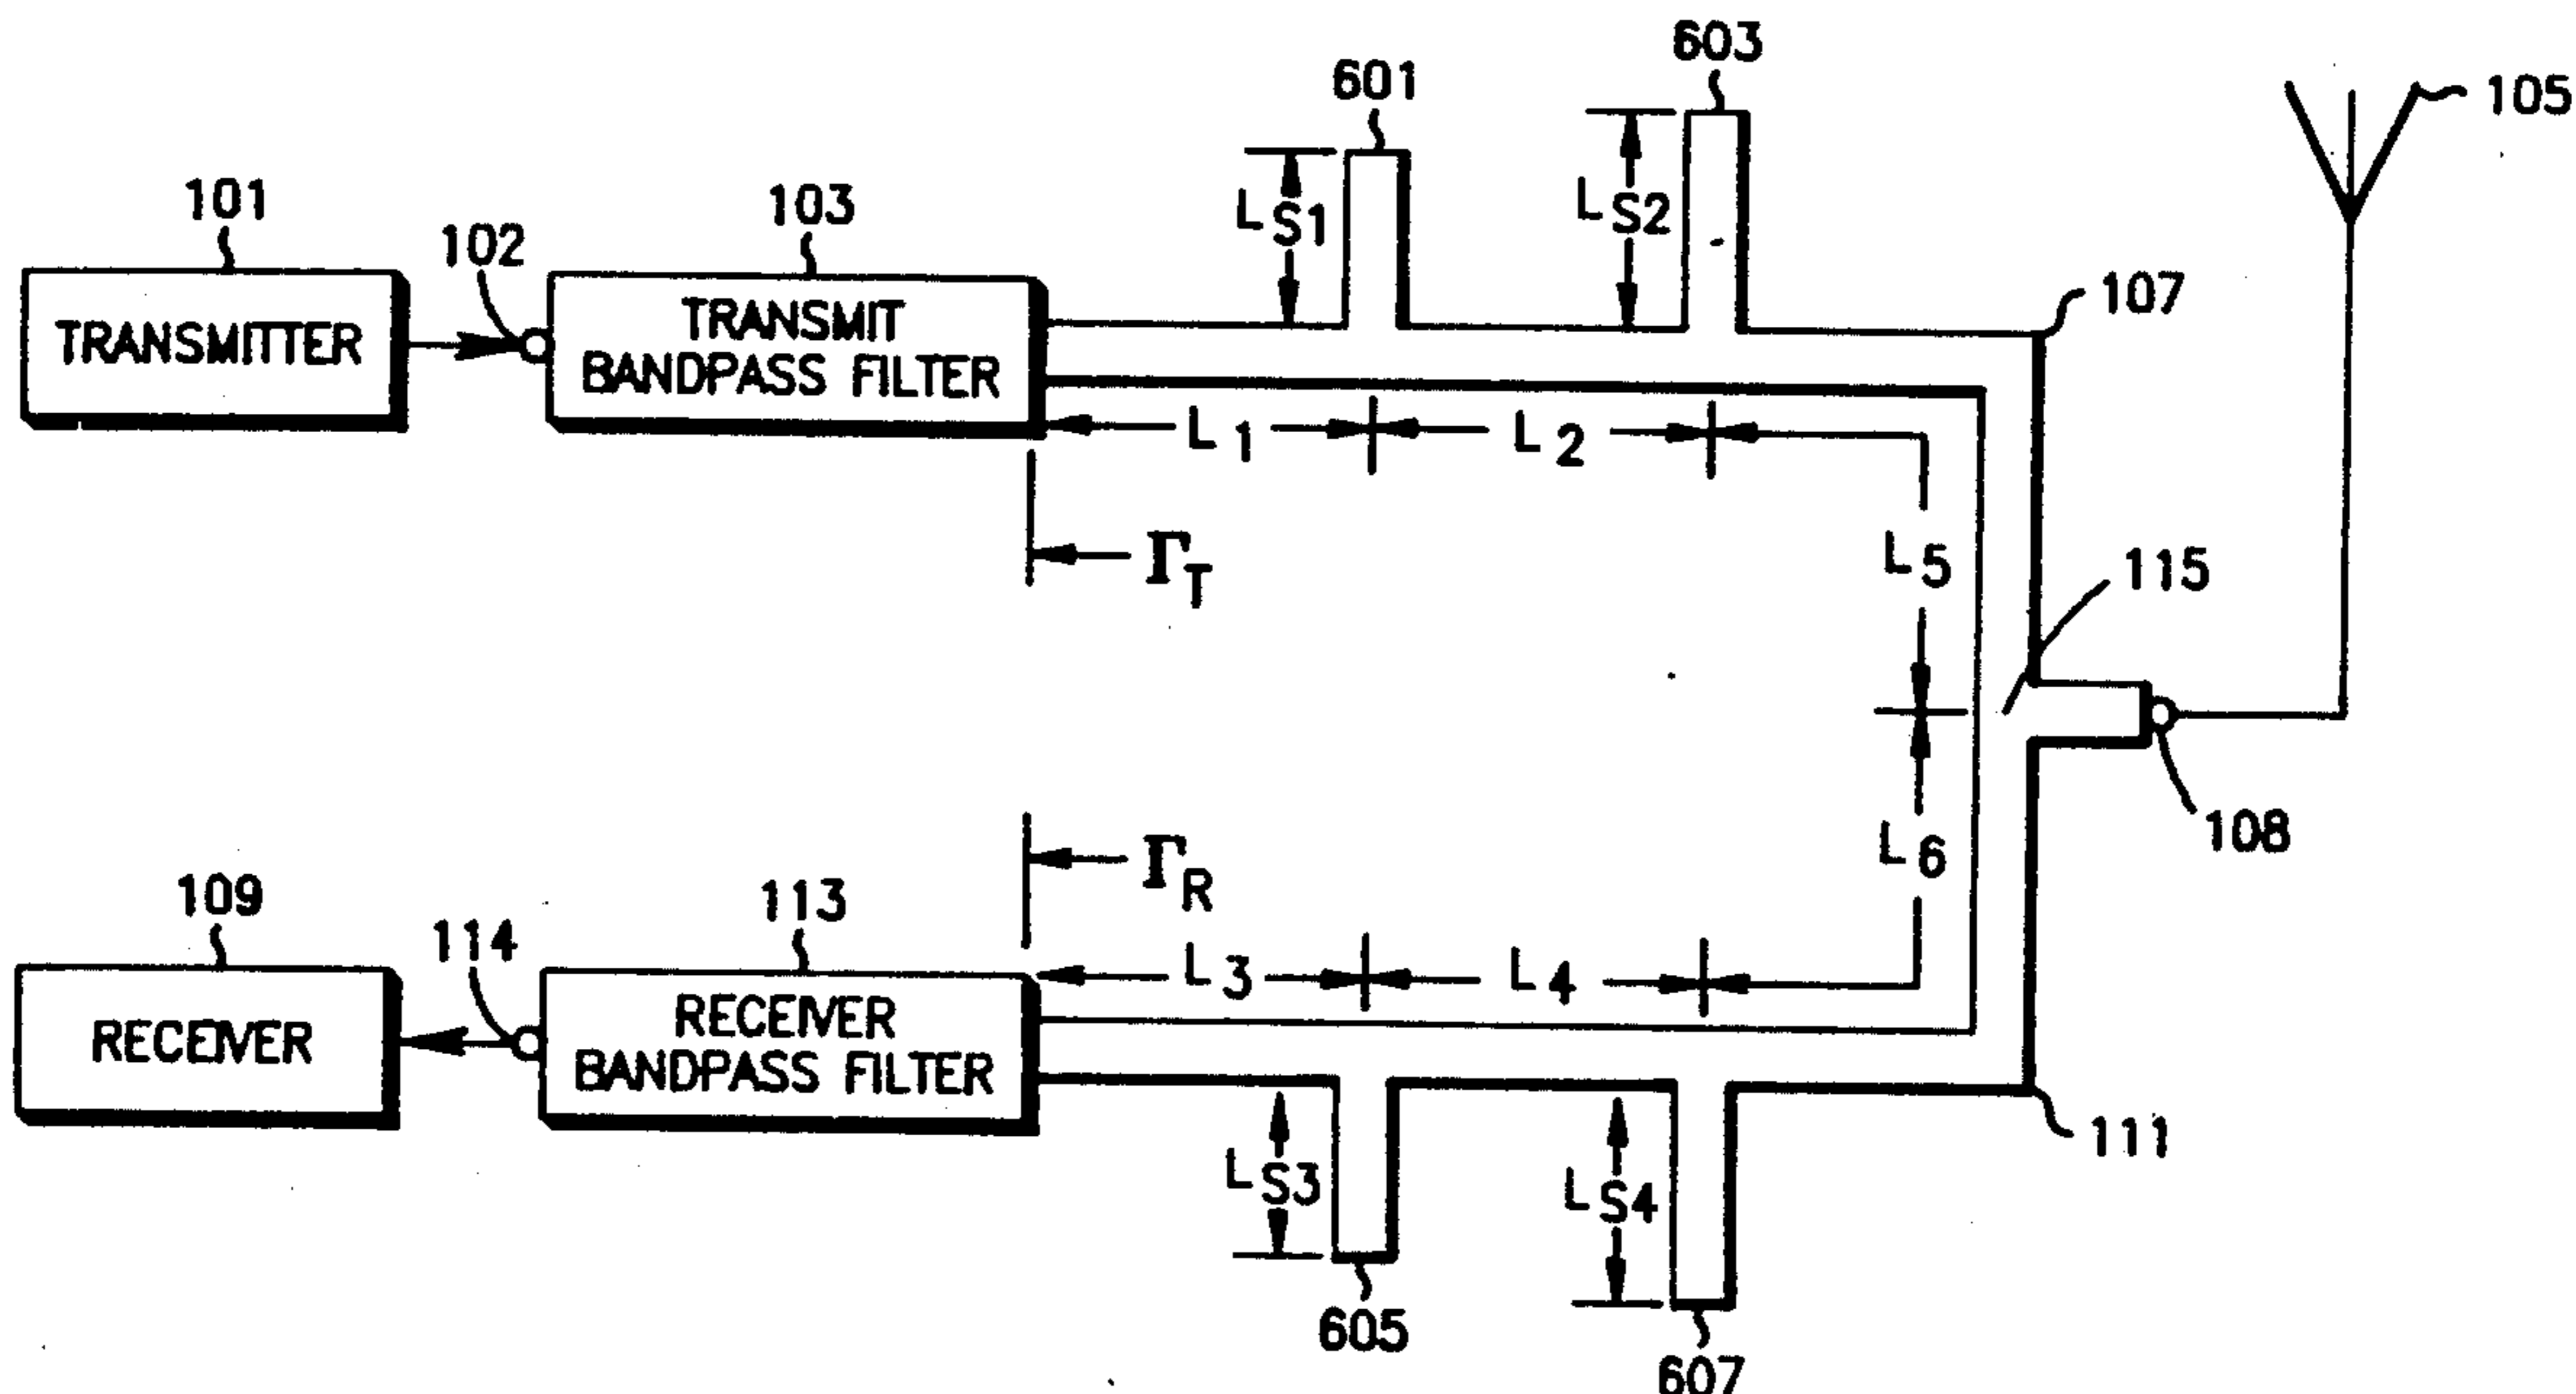 603
601
105
101
102
103
L S1
L S2
107
TRANSMITTER
TRANSMIT
BANDPASS FILTER
L 1
L 2
Γ T
L 5
115
Γ R
L 6
108
109
114
113
L 3
L 4
RECEIVER
RECEIVER
BANDPASS FILTER
L S3
L S4
111
605
607